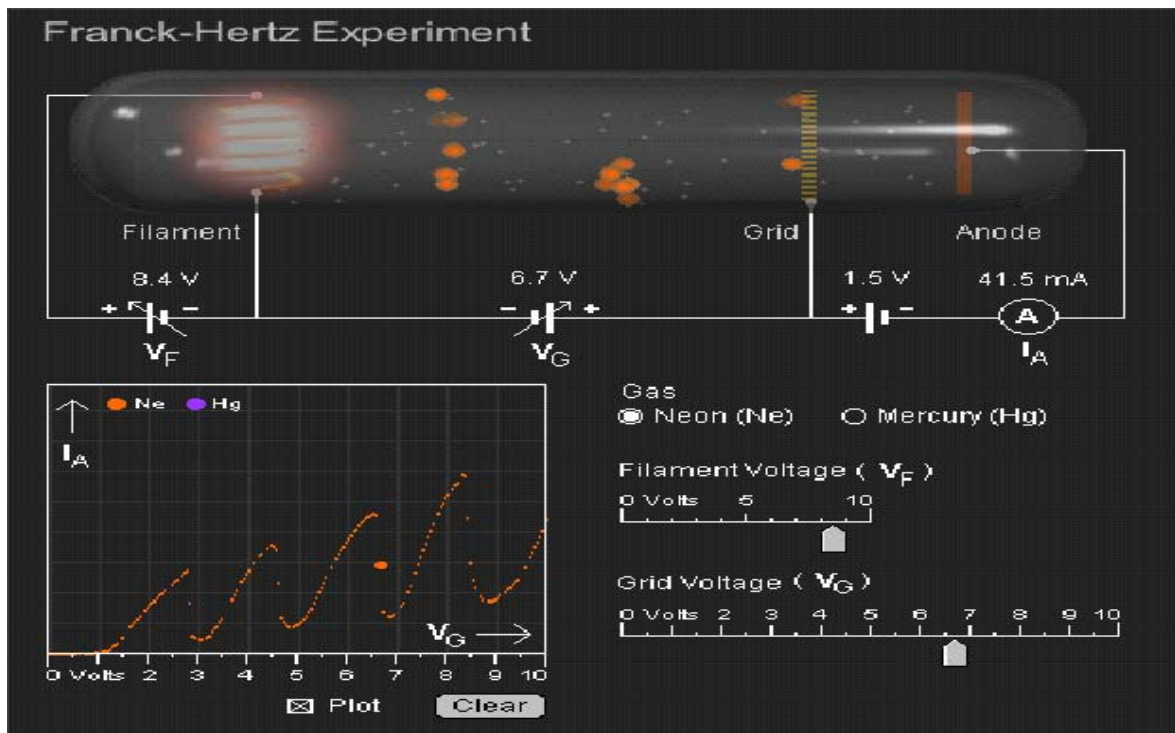 Franck-Hertz Experiment
Filament Grid Anode
8.4 V 6.7 V 1.5 V 41.5 mA
+ - - + + - A
VF VG IA
Ne Hg
IA
VG
0 Volts 2 3 4 5 6 7 8 9 10
Plot Clear
Gas
Neon (Ne) Mercury (Hg)
Filament Voltage ( VF )
0 Volts 5 10
Grid Voltage ( VG )
0 Volts 2 3 4 5 6 7 8 9 10